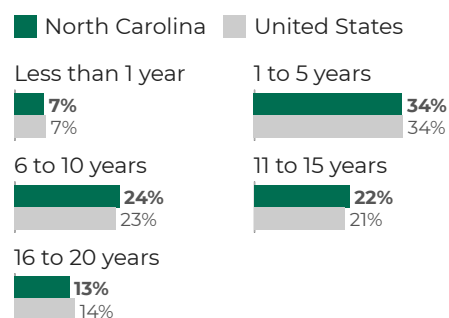 North Carolina United States
Less than 1 year
7%
7%
1 to 5 years
34%
34%
6 to 10 years
24%
23%
11 to 15 years
22%
21%
16 to 20 years
13%
14%